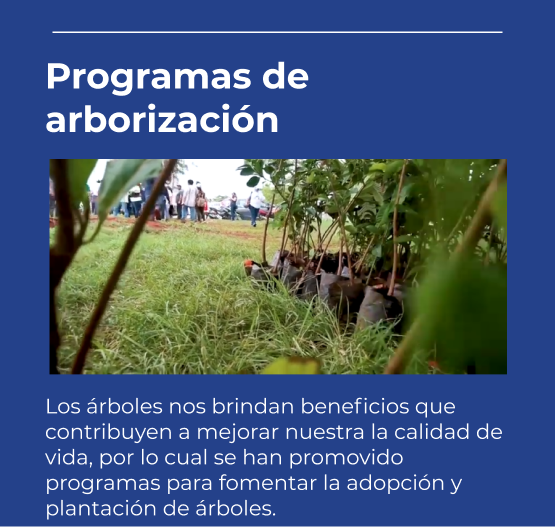 Programas de
arborización
Los árboles nos brindan beneficios que
contribuyen a mejorar nuestra la calidad de
vida, por lo cual se han promovido
programas para fomentar la adopción y
plantación de árboles.